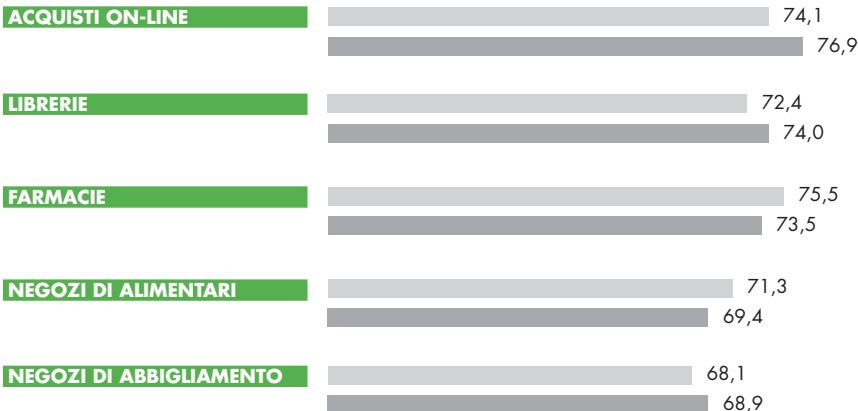 ACQUISTI ON-LINE 74,1
76,9
LIBRERIE 72,4
74,0
FARMACIE 75,5
73,5
NEGOZI DI ALIMENTARI 71,3
69,4
NEGOZI DI ABBIGLIAMENTO 68,1
68,9